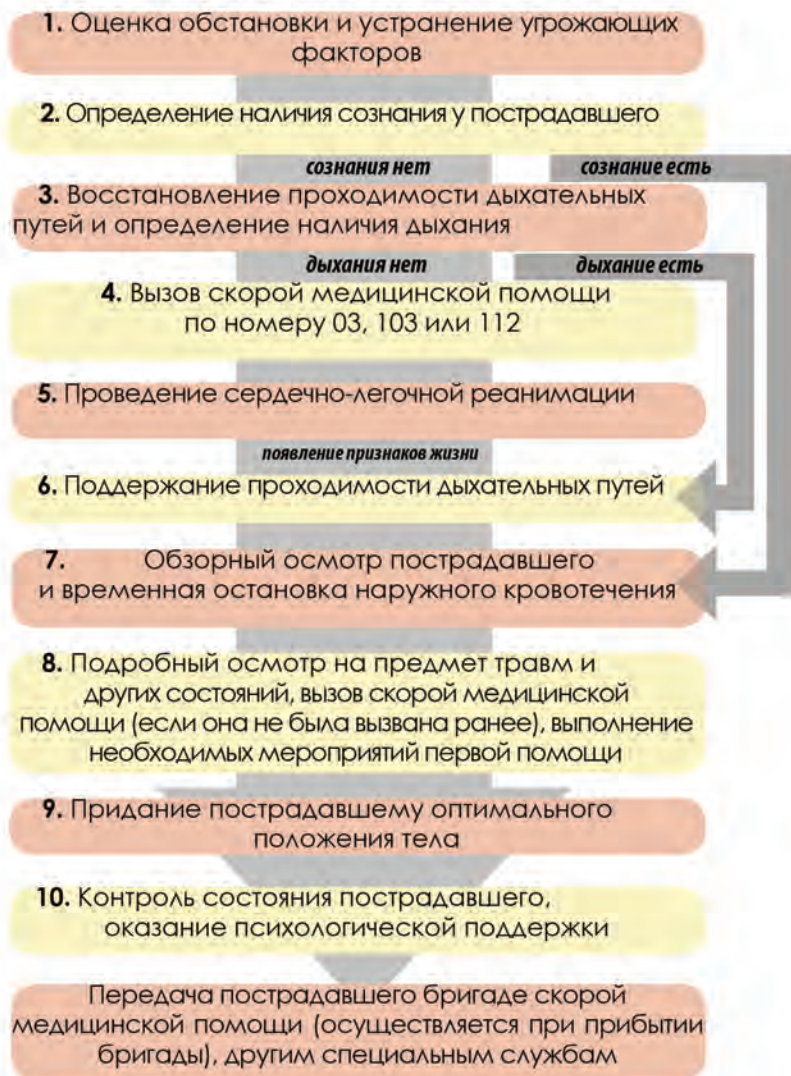 1. Оценка обстановки и устранение угрожающих
факторов
2. Определение наличия сознания у пострадавшего
сознания нет
сознание есть
3. Восстановление проходимости дыхательных
путей и определение наличия дыхания
дыхания нет
дыхание есть
4. Вызов скорой медицинской помощи
по номеру 03, 103 или 112
5. Проведение сердечно-легочной реанимации
появление признаков жизни
6. Поддержание проходимости дыхательных путей
7. Обзорный осмотр пострадавшего
и временная остановка наружного кровотечения
8. Подробный осмотр на предмет травм и
других состояний, вызов скорой медицинской
помощи (если она не была вызвана ранее), выполнение
необходимых мероприятий первой помощи
9. Придание пострадавшему оптимального
положения тела
10. Контроль состояния пострадавшего,
оказание психологической поддержки
Передача пострадавшего бригаде скорой
медицинской помощи (осуществляется при прибытии
бригады), другим специальным службам